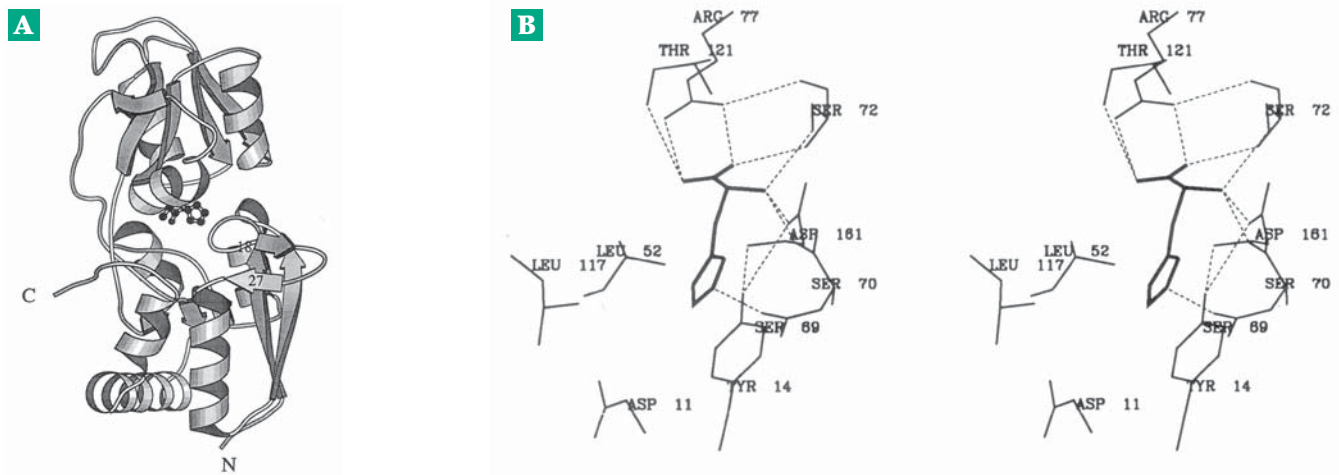 A
18
27
C
N
B
ARG 77
THR 121
SER 72
ASP 161
LEU 52
LEU 117
SER 70
SER 69
TYR 14
ASP 11
ARG 77
THR 121
SER 72
ASP 161
LEU 52
LEU 117
SER 70
SER 69
TYR 14
ASP 11